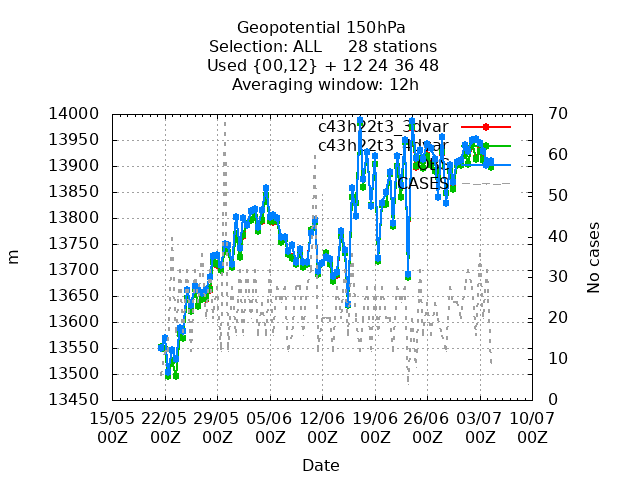 Geopotential 150hPa
Selection: ALL 28 stations
Used {00,12} + 12 24 36 48
Averaging window: 12h
14000
13950
13900
13850
13800
13750
13700
13650
13600
13550
13500
13450
m
70
60
50
40
30
20
10
0
No cases
c43h22t3_3dvar
c43h22t3_4dvar
OBS
CASES
15/05 22/05 29/05 05/06 12/06 19/06 26/06 03/07 10/07
00Z 00Z 00Z 00Z 00Z 00Z 00Z 00Z 00Z
Date